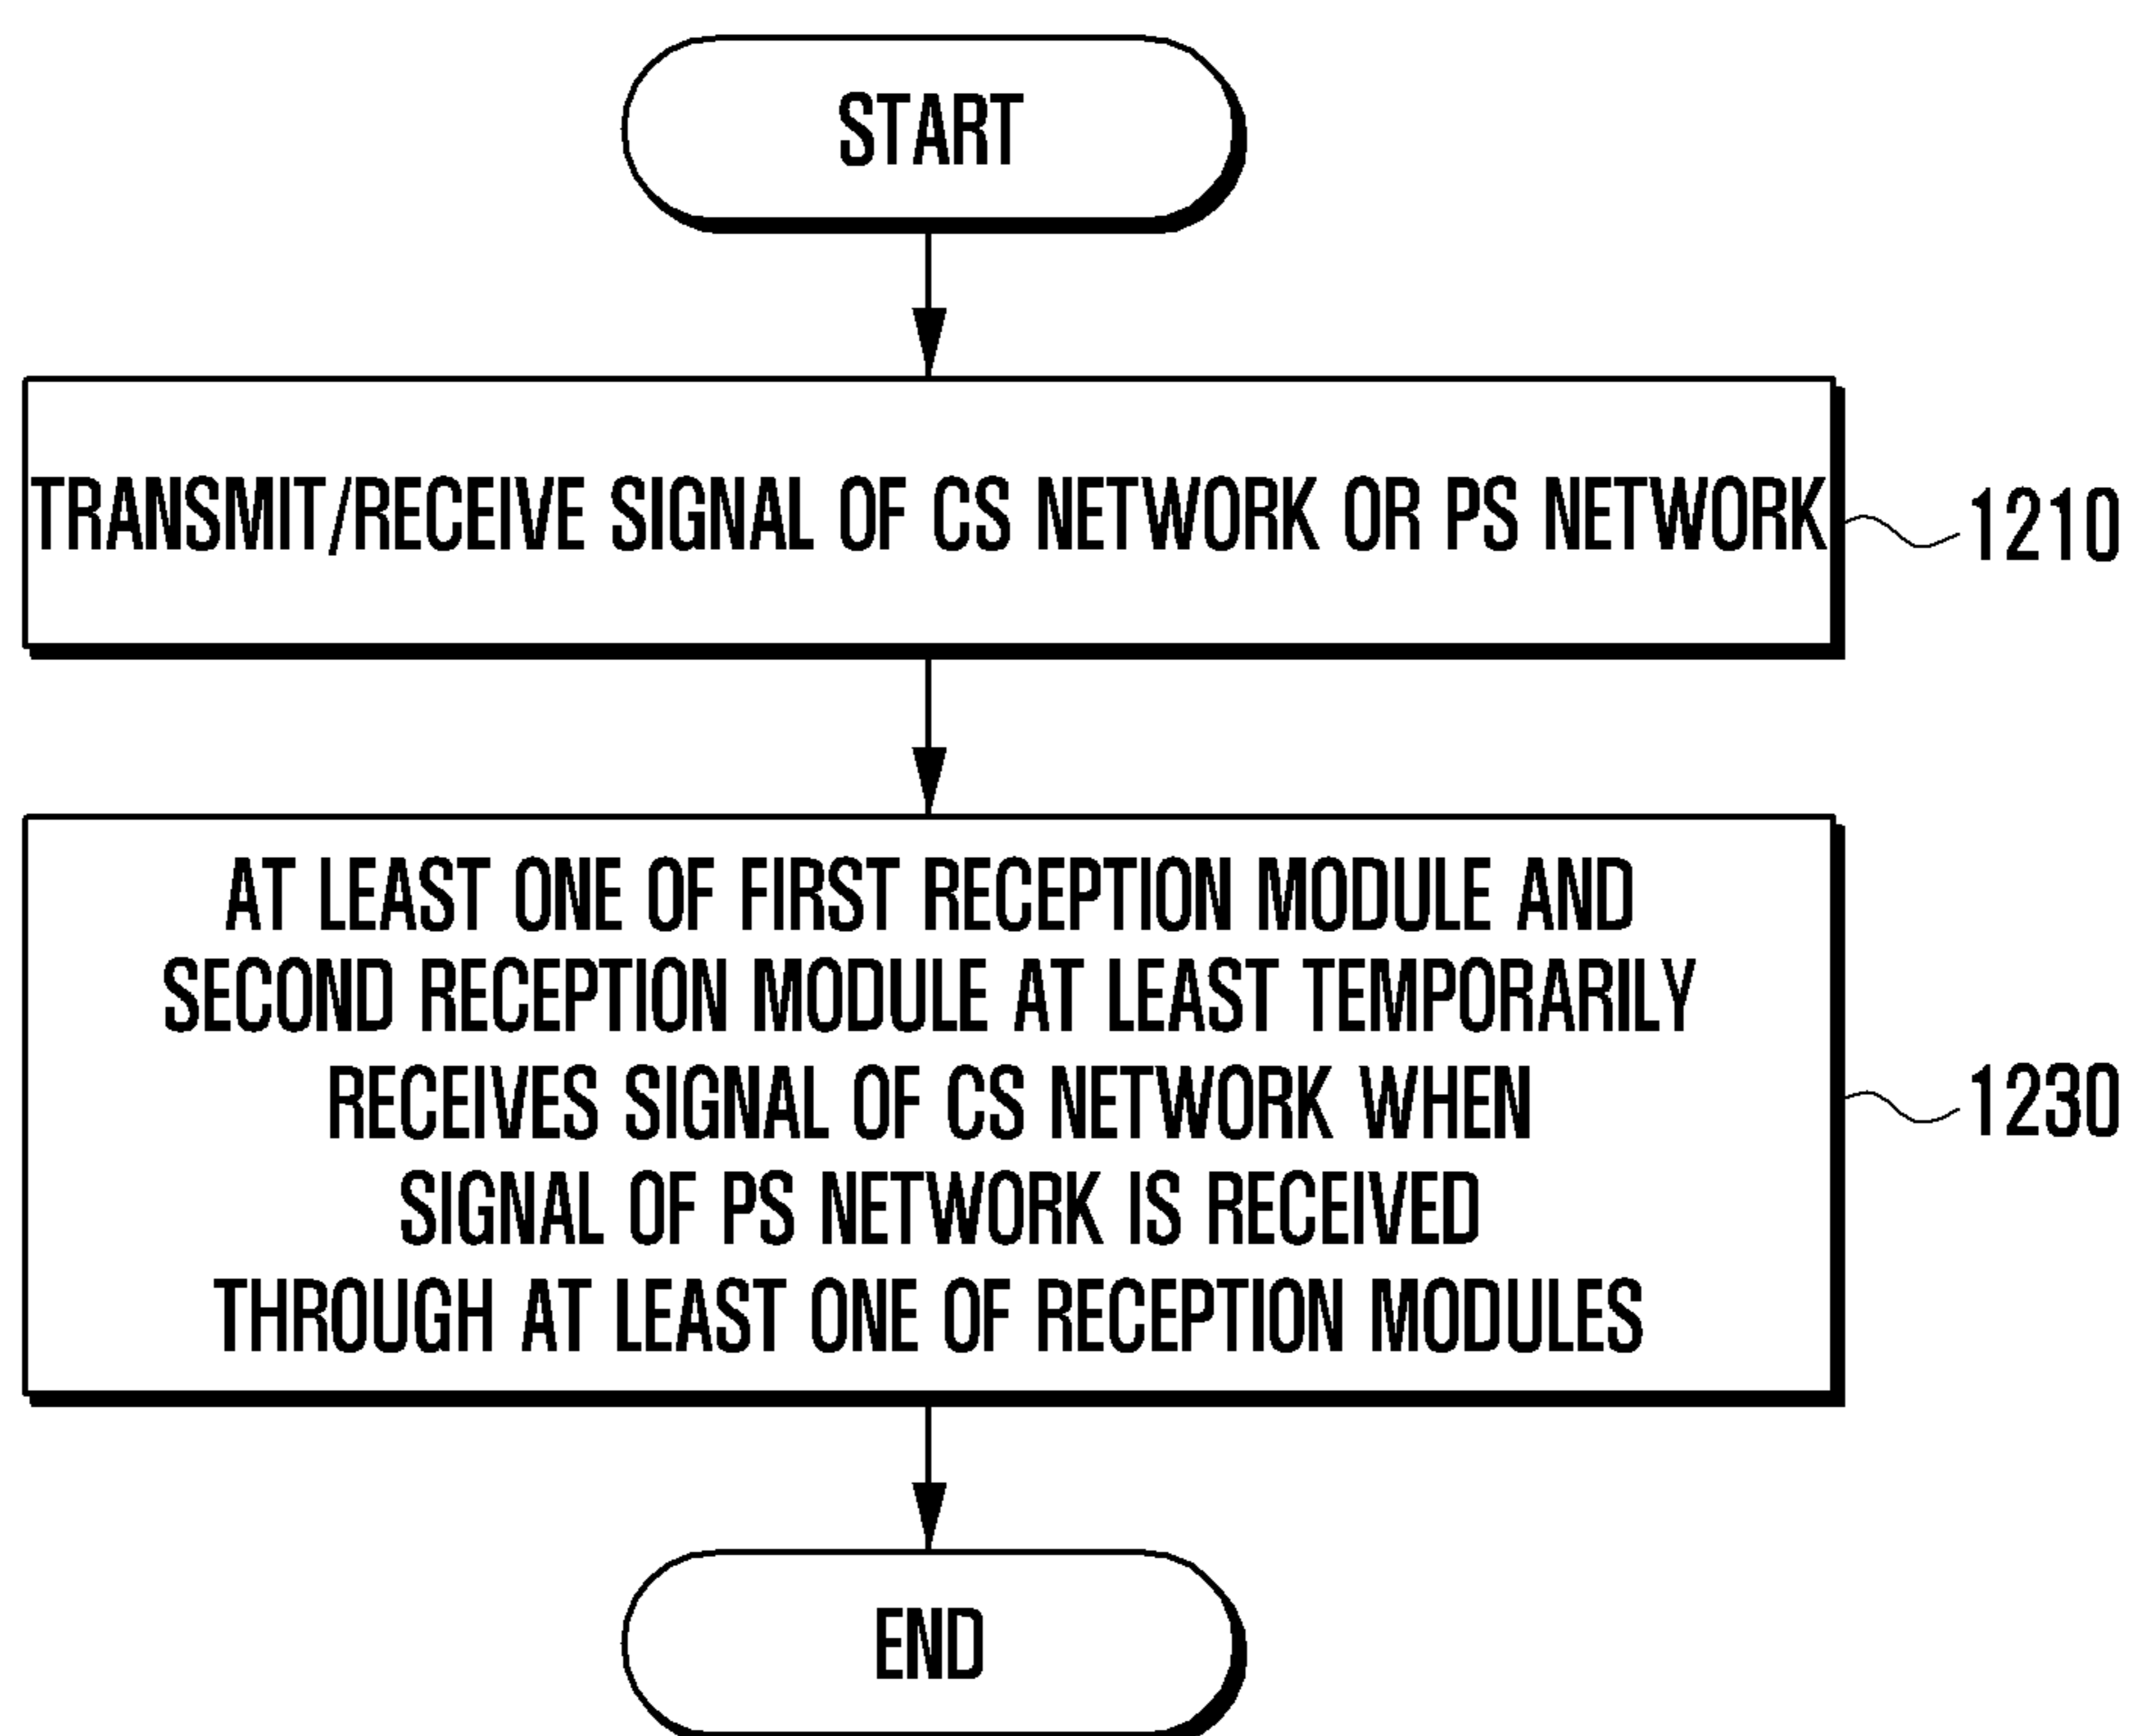 START
TRANSMIT/RECEIVE SIGNAL OF CS NETWORK OR PS NETWORK
1210
AT LEAST ONE OF FIRST RECEPTION MODULE AND
SECOND RECEPTION MODULE AT LEAST TEMPORARILY
RECEIVES SIGNAL OF CS NETWORK WHEN
SIGNAL OF PS NETWORK IS RECEIVED
THROUGH AT LEAST ONE OF RECEPTION MODULES
1230
END